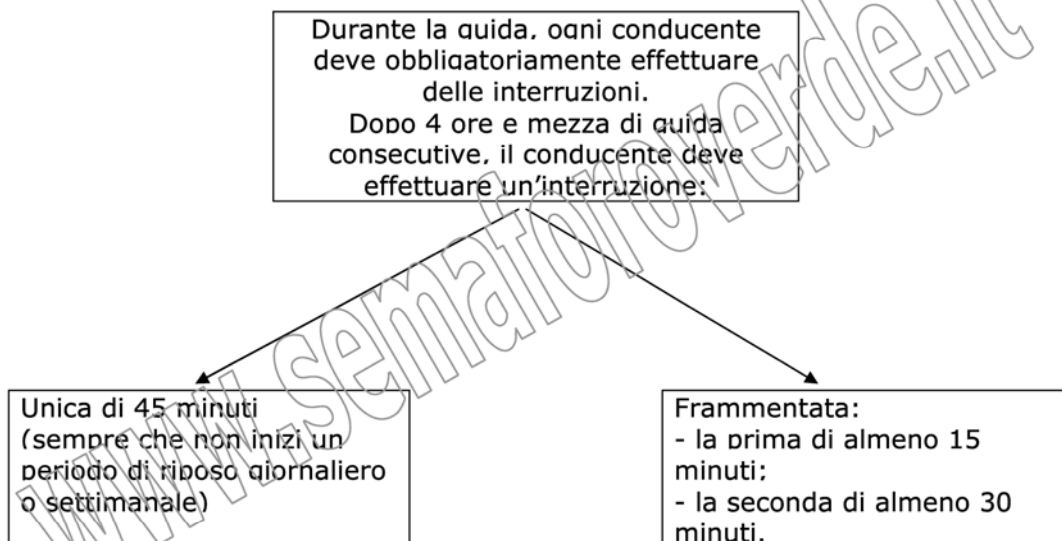 Durante la guida, ogni conducente
deve obbligatoriamente effettuare
delle interruzioni.
Dopo 4 ore e mezza di guida
consecutive, il conducente deve
effettuare un'interruzione:
Unica di 45 minuti
(sempre che non inizi un
periodo di riposo giornaliero
o settimanale)
Frammentata:
- la prima di almeno 15
minuti;
- la seconda di almeno 30
minuti.
www.semaforoverde.it